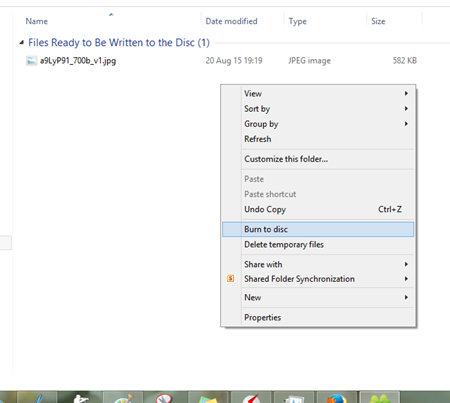 Name Date modified Type Size
Files Ready to Be Written to the Disc (1)
a9LyP91_700b_v1.jpg 20 Aug 15 19:19 JPEG image 582 KB
View
Sort by
Group by
Refresh
Customize this folder...
Paste
Paste shortcut
Undo Copy Ctrl+Z
Burn to disc
Delete temporary files
Share with
Shared Folder Synchronization
New
Properties